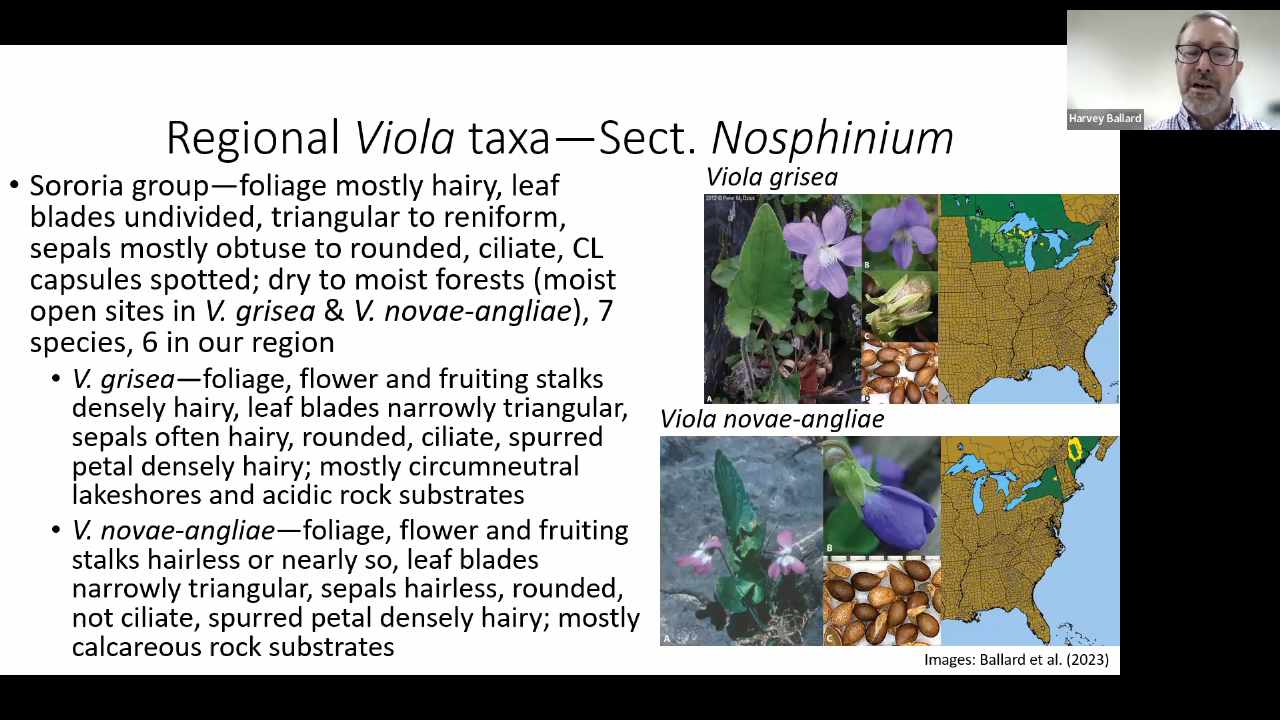 Harvey Ballard
Regional Viola taxa—Sect. Nosphinium
• Sororia group—foliage mostly hairy, leaf
blades undivided, triangular to reniform,
sepals mostly obtuse to rounded, ciliate, CL
capsules spotted; dry to moist forests (moist
open sites in V. grisea & V. novae-angliae), 7
species, 6 in our region
• V. grisea—foliage, flower and fruiting stalks
densely hairy, leaf blades narrowly triangular,
sepals often hairy, rounded, ciliate, spurred
petal densely hairy; mostly circumneutral
lakeshores and acidic rock substrates
• V. novae-angliae—foliage, flower and fruiting
stalks hairless or nearly so, leaf blades
narrowly triangular, sepals hairless, rounded,
not ciliate, spurred petal densely hairy; mostly
calcareous rock substrates
Viola grisea
2012 © Peter M. Dziuk
A
B
C
D
Viola novae-angliae
A
B
C
Images: Ballard et al. (2023)